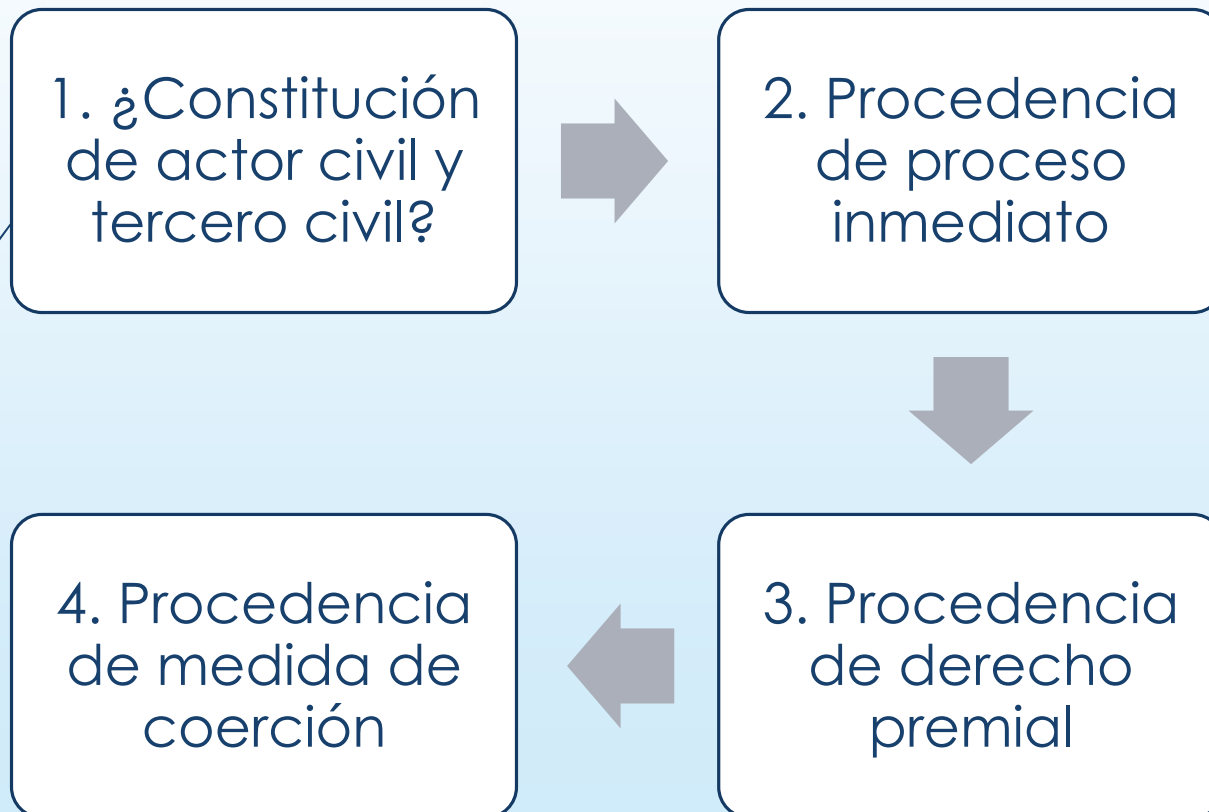 1. ¿Constitución
de actor civil y
tercero civil?
2. Procedencia
de proceso
inmediato
3. Procedencia
de derecho
premial
4. Procedencia
de medida de
coerción